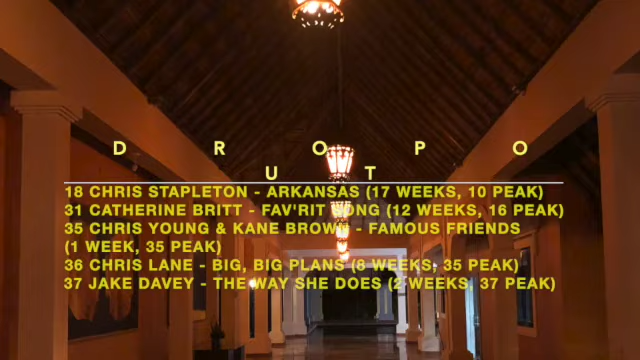 DROPO
UT
18 CHRIS STAPLETON - ARKANSAS (17 WEEKS, 10 PEAK)
31 CATHERINE BRITT - FAV'RIT SONG (12 WEEKS, 16 PEAK)
35 CHRIS YOUNG & KANE BROWN - FAMOUS FRIENDS
(1 WEEK, 35 PEAK)
36 CHRIS LANE - BIG, BIG PLANS (8 WEEKS, 35 PEAK)
37 JAKE DAVEY - THE WAY SHE DOES (2 WEEKS, 37 PEAK)